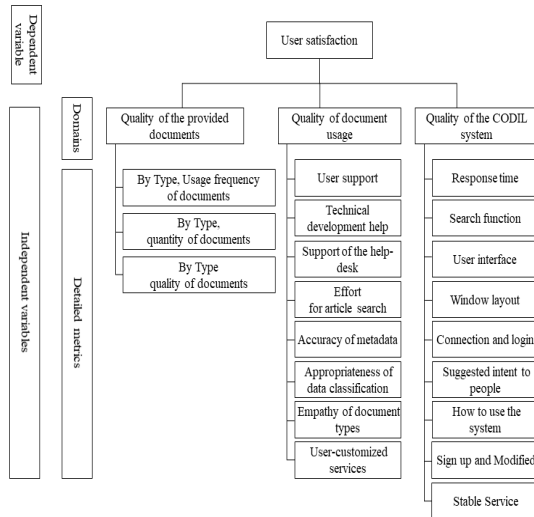 Dependent
variable
User satisfaction
Independent variables
Domains
Detailed metrics
Quality of the provided
documents
By Type, Usage frequency
of documents
By Type,
quantity of documents
By Type
quality of documents
Quality of document
usage
User support
Technical
development help
Support of the help-
desk
Effort
for article search
Accuracy of metadata
Appropriateness of
data classification
Empathy of document
types
User-customized
services
Quality of the CODIL
system
Response time
Search function
User interface
Window layout
Connection and login
Suggested intent to
people
How to use the
system
Sign up and Modified
Stable Service